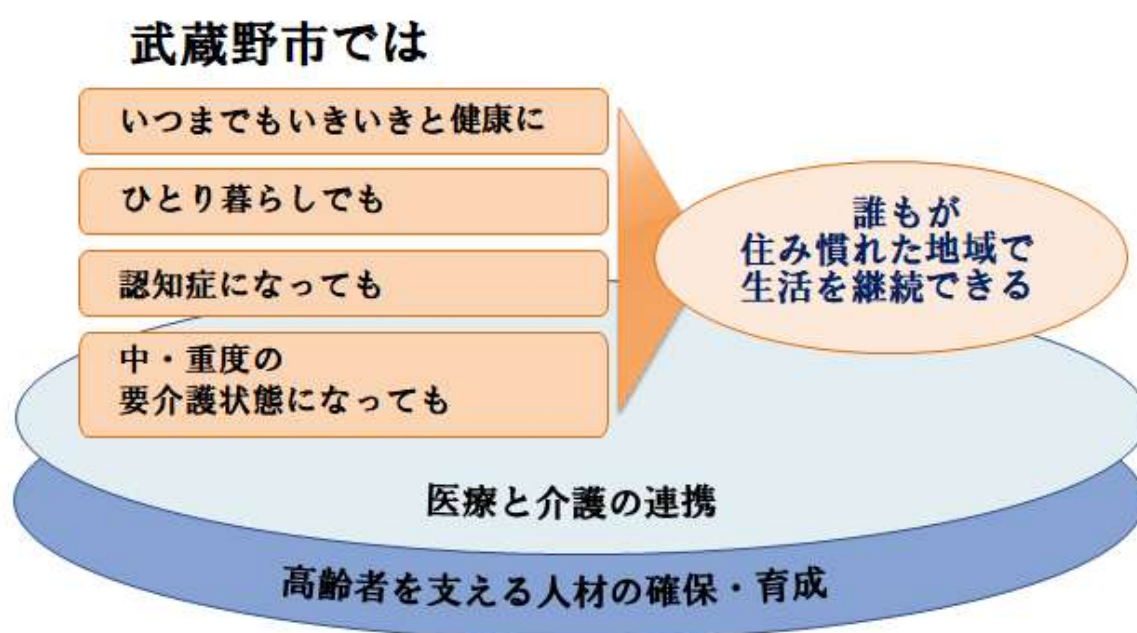 武蔵野市では
いつまでもいきいきと健康に
ひとり暮らしでも
認知症になっても
中・重度の
要介護状態になっても
誰もが
住み慣れた地域で
生活を継続できる
医療と介護の連携
高齢者を支える人材の確保・育成